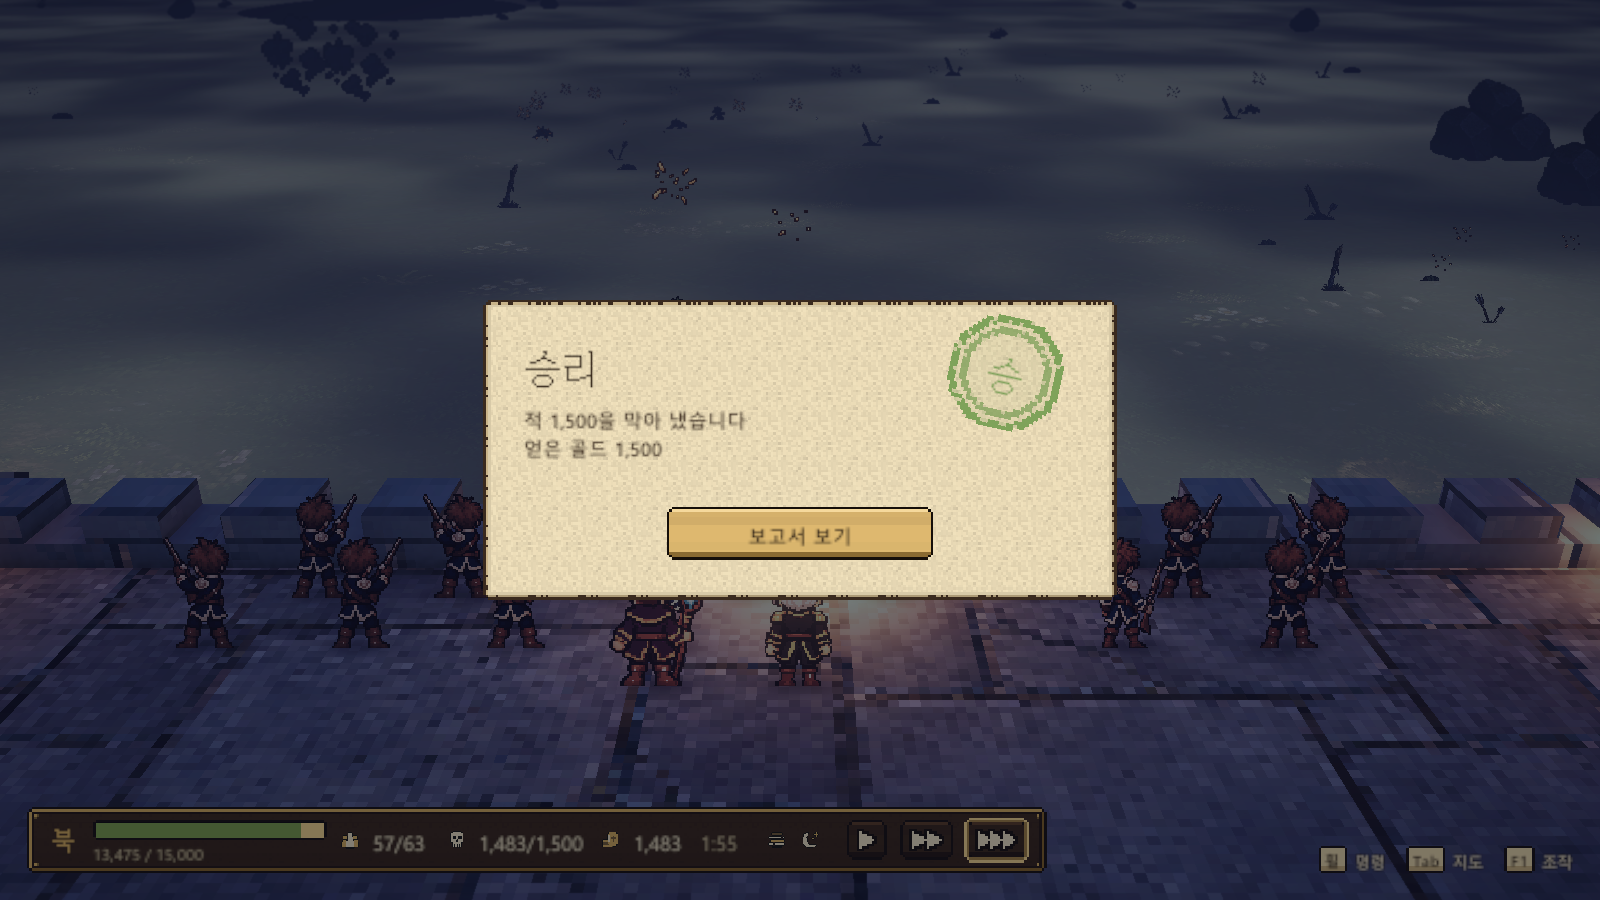 승리
승
적 1,500을 막아 냈습니다
얻은 골드 1,500
보고서 보기
북
13,475 / 15,000
57/63
1,483/1,500
1,483
1:55
휠 명령
Tab 지도
F1 조작